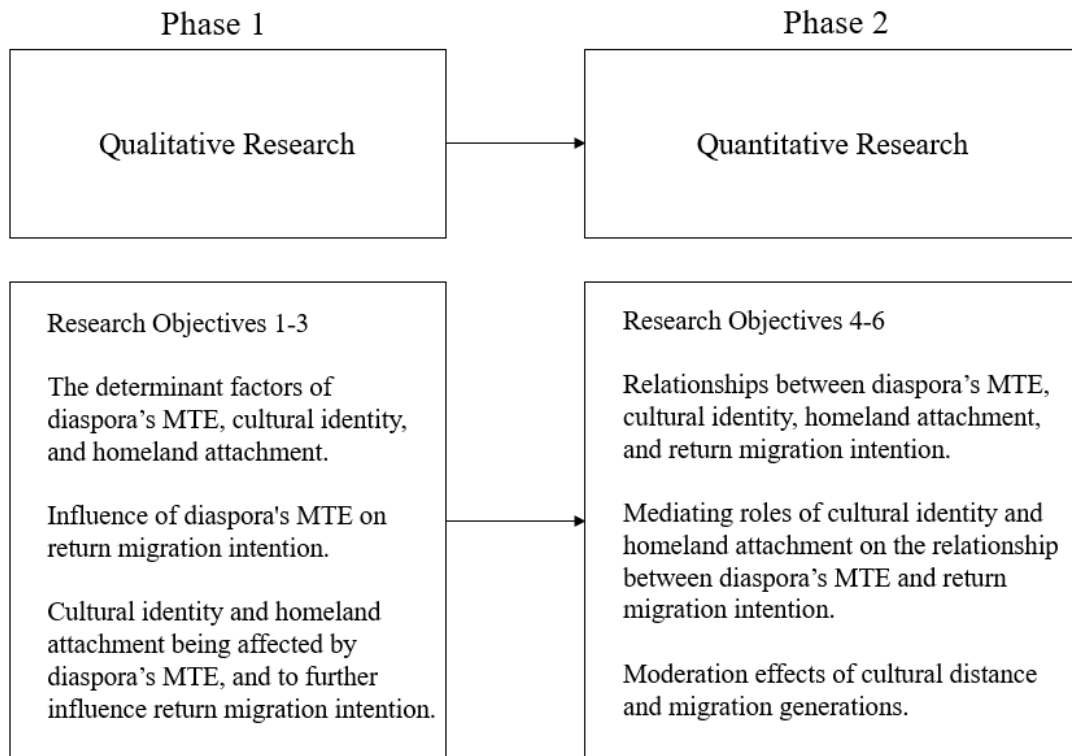 Phase 1
Phase 2
Qualitative Research
Quantitative Research
Research Objectives 1-3
The determinant factors of
diaspora’s MTE, cultural identity,
and homeland attachment.
Influence of diaspora's MTE on
return migration intention.
Cultural identity and homeland
attachment being affected by
diaspora’s MTE, and to further
influence return migration intention.
Research Objectives 4-6
Relationships between diaspora’s MTE,
cultural identity, homeland attachment,
and return migration intention.
Mediating roles of cultural identity and
homeland attachment on the relationship
between diaspora’s MTE and return
migration intention.
Moderation effects of cultural distance
and migration generations.